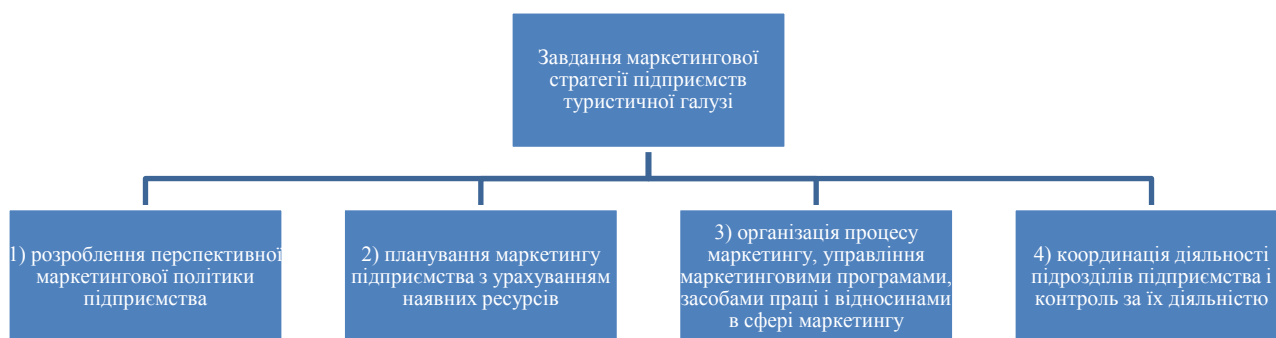 Завдання маркетингової
стратегії підприємств
туристичної галузі
1) розроблення перспективної
маркетингової політики
підприємства
2) планування маркетингу
підприємства з урахуванням
наявних ресурсів
3) організація процесу
маркетингу, управління
маркетинговими програмами,
засобами праці і відносинами
в сфері маркетингу
4) координація діяльності
підрозділів підприємства і
контроль за їх діяльністю